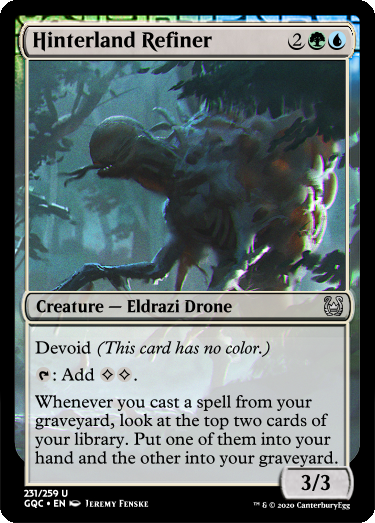 Hinterland Refiner 2
Creature — Eldrazi Drone
Devoid (This card has no color.)
: Add .
Whenever you cast a spell from your
graveyard, look at the top two cards of
your library. Put one of them into your
hand and the other into your graveyard.
3/3
231/259 U
GQC • EN Jeremy Fenske
™ & © 2020 CanterburyEgg